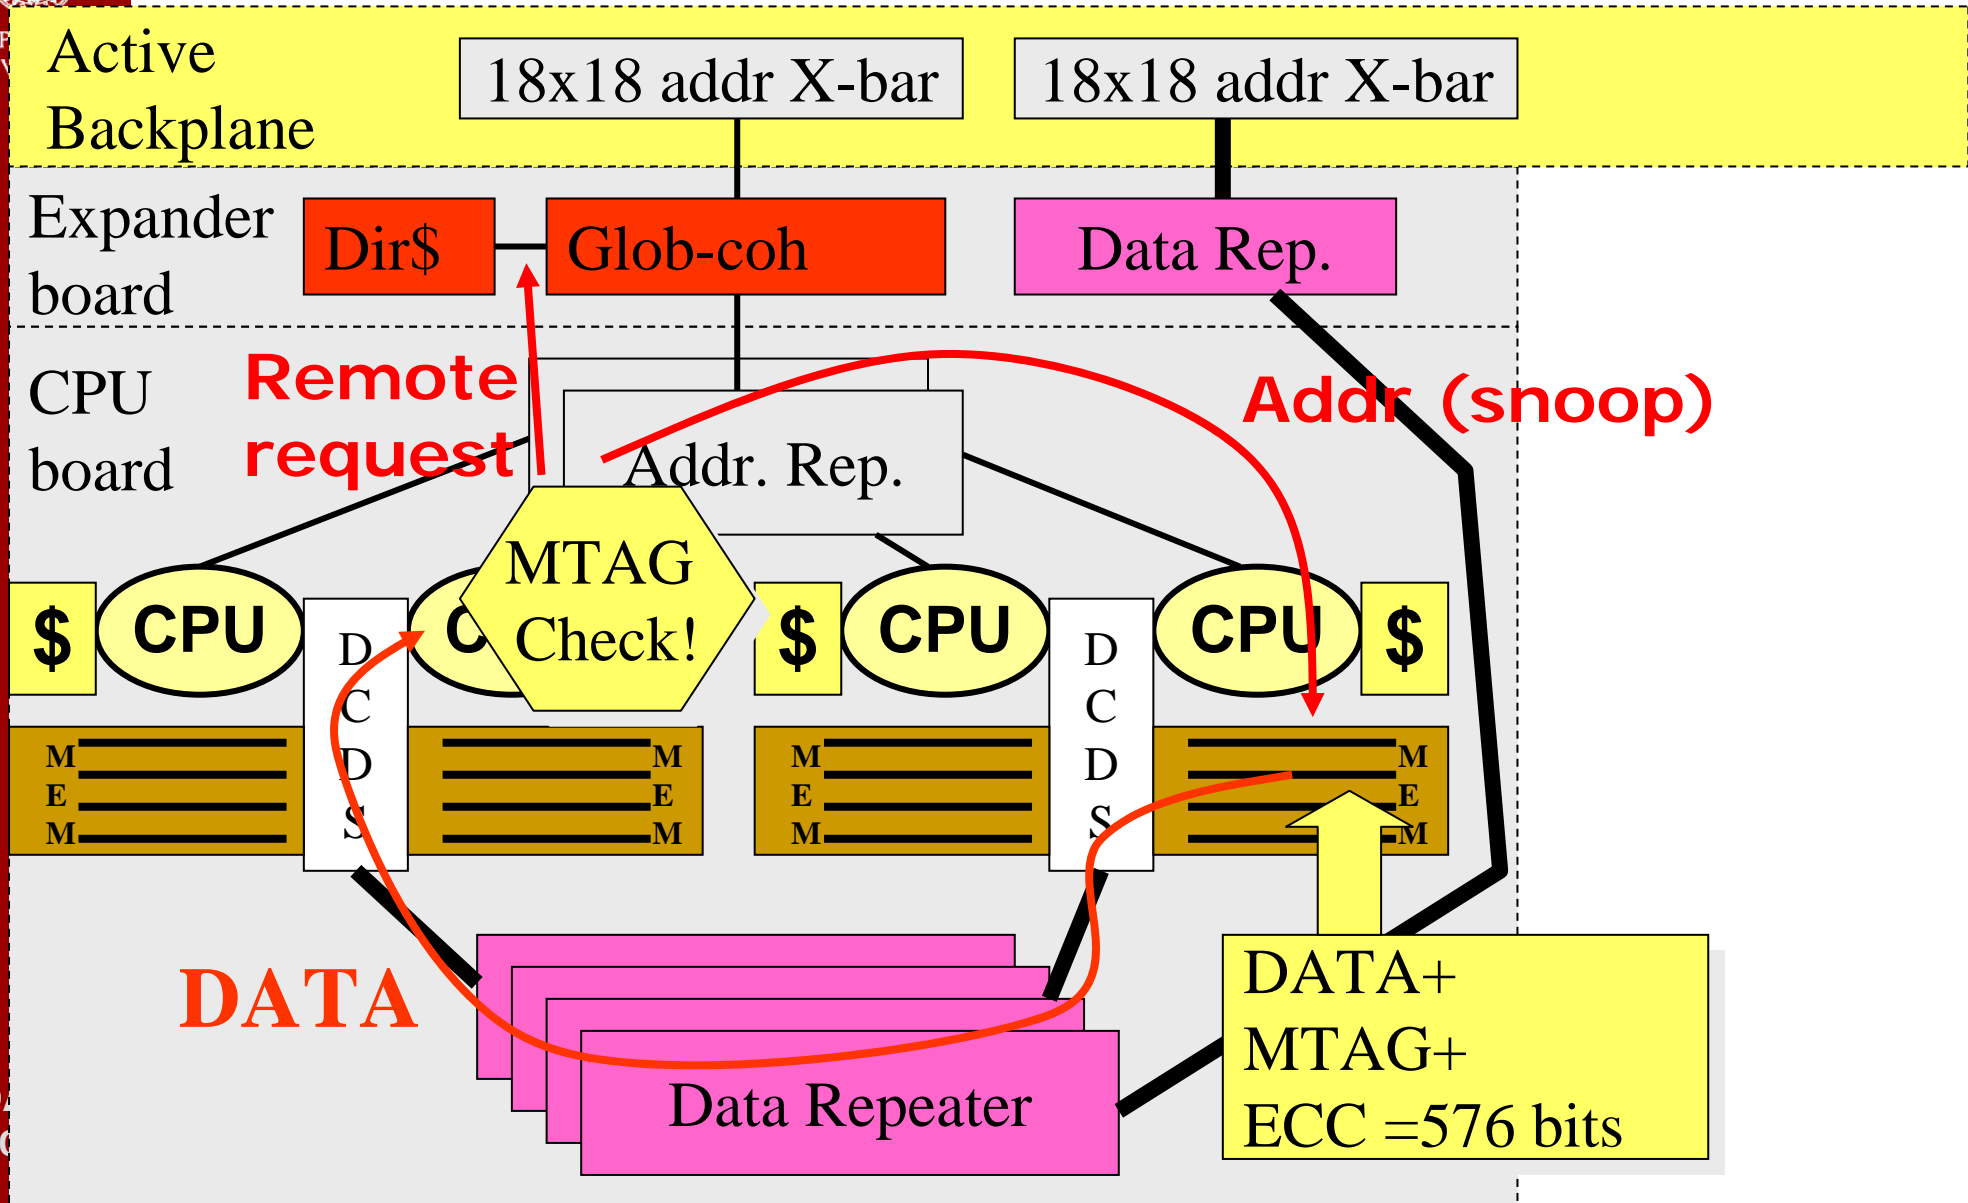 Active
Backplane
18x18 addr X-bar
18x18 addr X-bar
Expander
board
Dir$
Glob-coh
Data Rep.
CPU
board
Remote
request
Addr (snoop)
Addr. Rep.
MTAG
Check!
$
CPU
$
CPU
CPU
$
D
C
D
S
D
C
D
S
M
E
M
M
E
M
M
E
M
M
E
M
DATA
Data Repeater
DATA+
MTAG+
ECC =576 bits